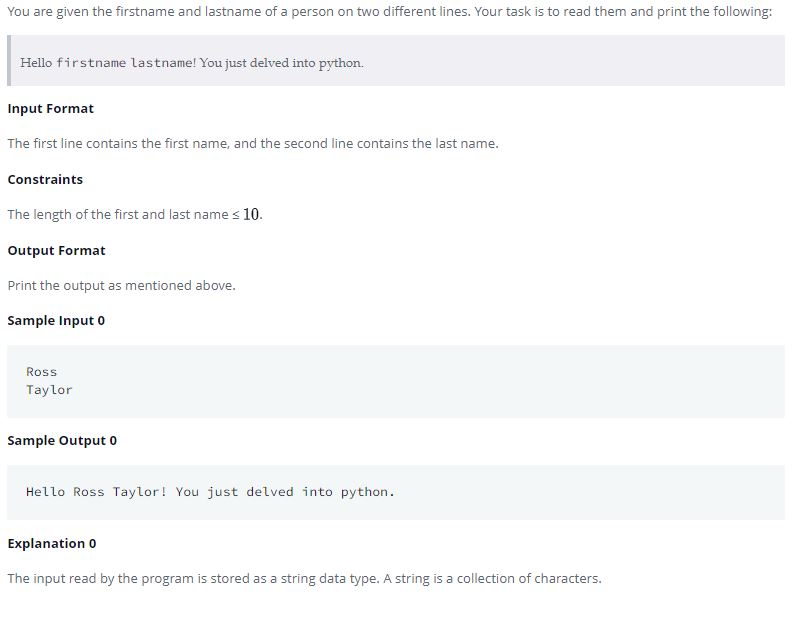 You are given the firstname and lastname of a person on two different lines. Your task is to read them and print the following:
Hello firstname lastname! You just delved into python.
Input Format
The first line contains the first name, and the second line contains the last name.
Constraints
The length of the first and last name ≤ 10.
Output Format
Print the output as mentioned above.
Sample Input 0
Ross
Taylor
Sample Output 0
Hello Ross Taylor! You just delved into python.
Explanation 0
The input read by the program is stored as a string data type. A string is a collection of characters.